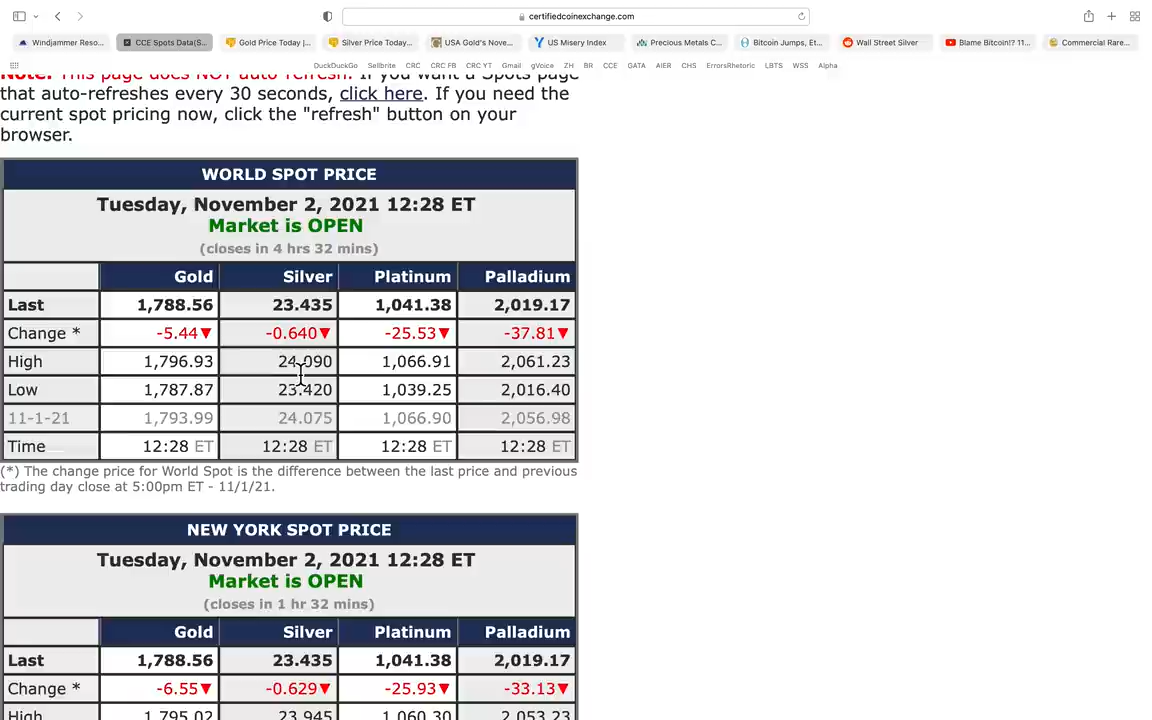 certifiedcoinexchange.com
Windjammer Reso...
CCE Spots Data(S...
Gold Price Today |...
Silver Price Today...
USA Gold's Nove...
US Misery Index
Precious Metals C...
Bitcoin Jumps, Et...
Wall Street Silver
Blame Bitcoin!? 11...
Commercial Rare...
DuckDuckGo Sellbrite CRC CRC FB CRC YT Gmail gVoice ZH BR CCE GATA AIER CHS ErrorsRhetoric LBTS WSS Alpha
Note: This page does NOT auto refresh. If you want a Spots page
that auto-refreshes every 30 seconds, click here. If you need the
current spot pricing now, click the "refresh" button on your
browser.
WORLD SPOT PRICE
Tuesday, November 2, 2021 12:28 ET
Market is OPEN
(closes in 4 hrs 32 mins)
Gold Silver Platinum Palladium
Last 1,788.56 23.435 1,041.38 2,019.17
Change * -5.44▼ -0.640▼ -25.53▼ -37.81▼
High 1,796.93 24.090 1,066.91 2,061.23
Low 1,787.87 23.420 1,039.25 2,016.40
11-1-21 1,793.99 24.075 1,066.90 2,056.98
Time 12:28 ET 12:28 ET 12:28 ET 12:28 ET
(*) The change price for World Spot is the difference between the last price and previous
trading day close at 5:00pm ET - 11/1/21.
NEW YORK SPOT PRICE
Tuesday, November 2, 2021 12:28 ET
Market is OPEN
(closes in 1 hr 32 mins)
Gold Silver Platinum Palladium
Last 1,788.56 23.435 1,041.38 2,019.17
Change * -6.55▼ -0.629▼ -25.93▼ -33.13▼
High 1,795.02 23.945 1,060.30 2,053.23